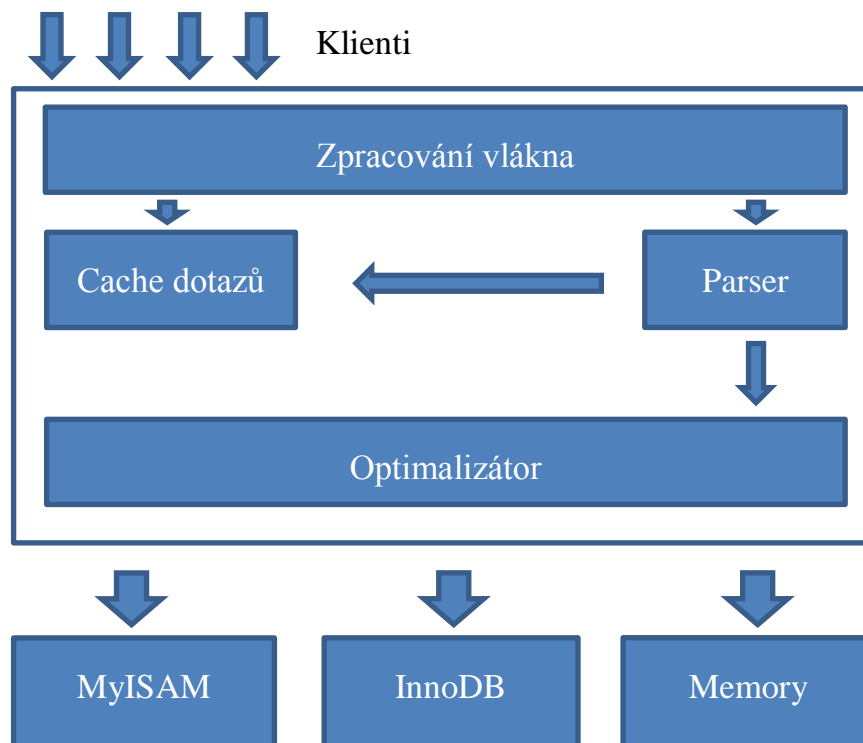 Klienti
Zpracování vlákna
Cache dotazů
Parser
Optimalizátor
MyISAM
InnoDB
Memory